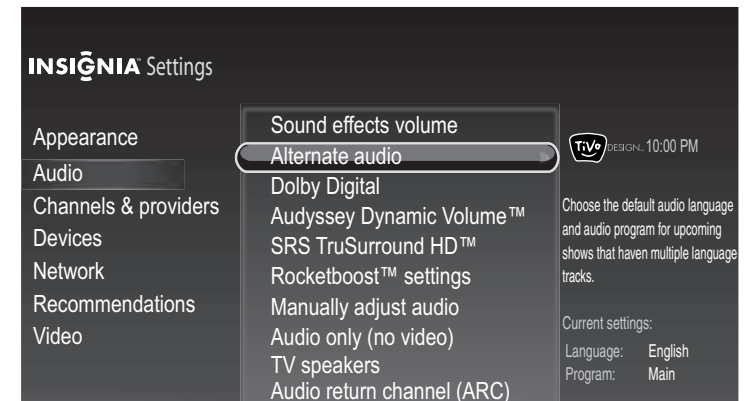 INSIGNIA™ Settings
Appearance
Audio
Channels & providers
Devices
Network
Recommendations
Video
Sound effects volume
Alternate audio
Dolby Digital
Audyssey Dynamic Volume™
SRS TruSurround HD™
Rocketboost™ settings
Manually adjust audio
Audio only (no video)
TV speakers
Audio return channel (ARC)
TiVo DESIGN. 10:00 PM
Choose the default audio language
and audio program for upcoming
shows that haven multiple language
tracks.
Current settings:
Language: English
Program: Main